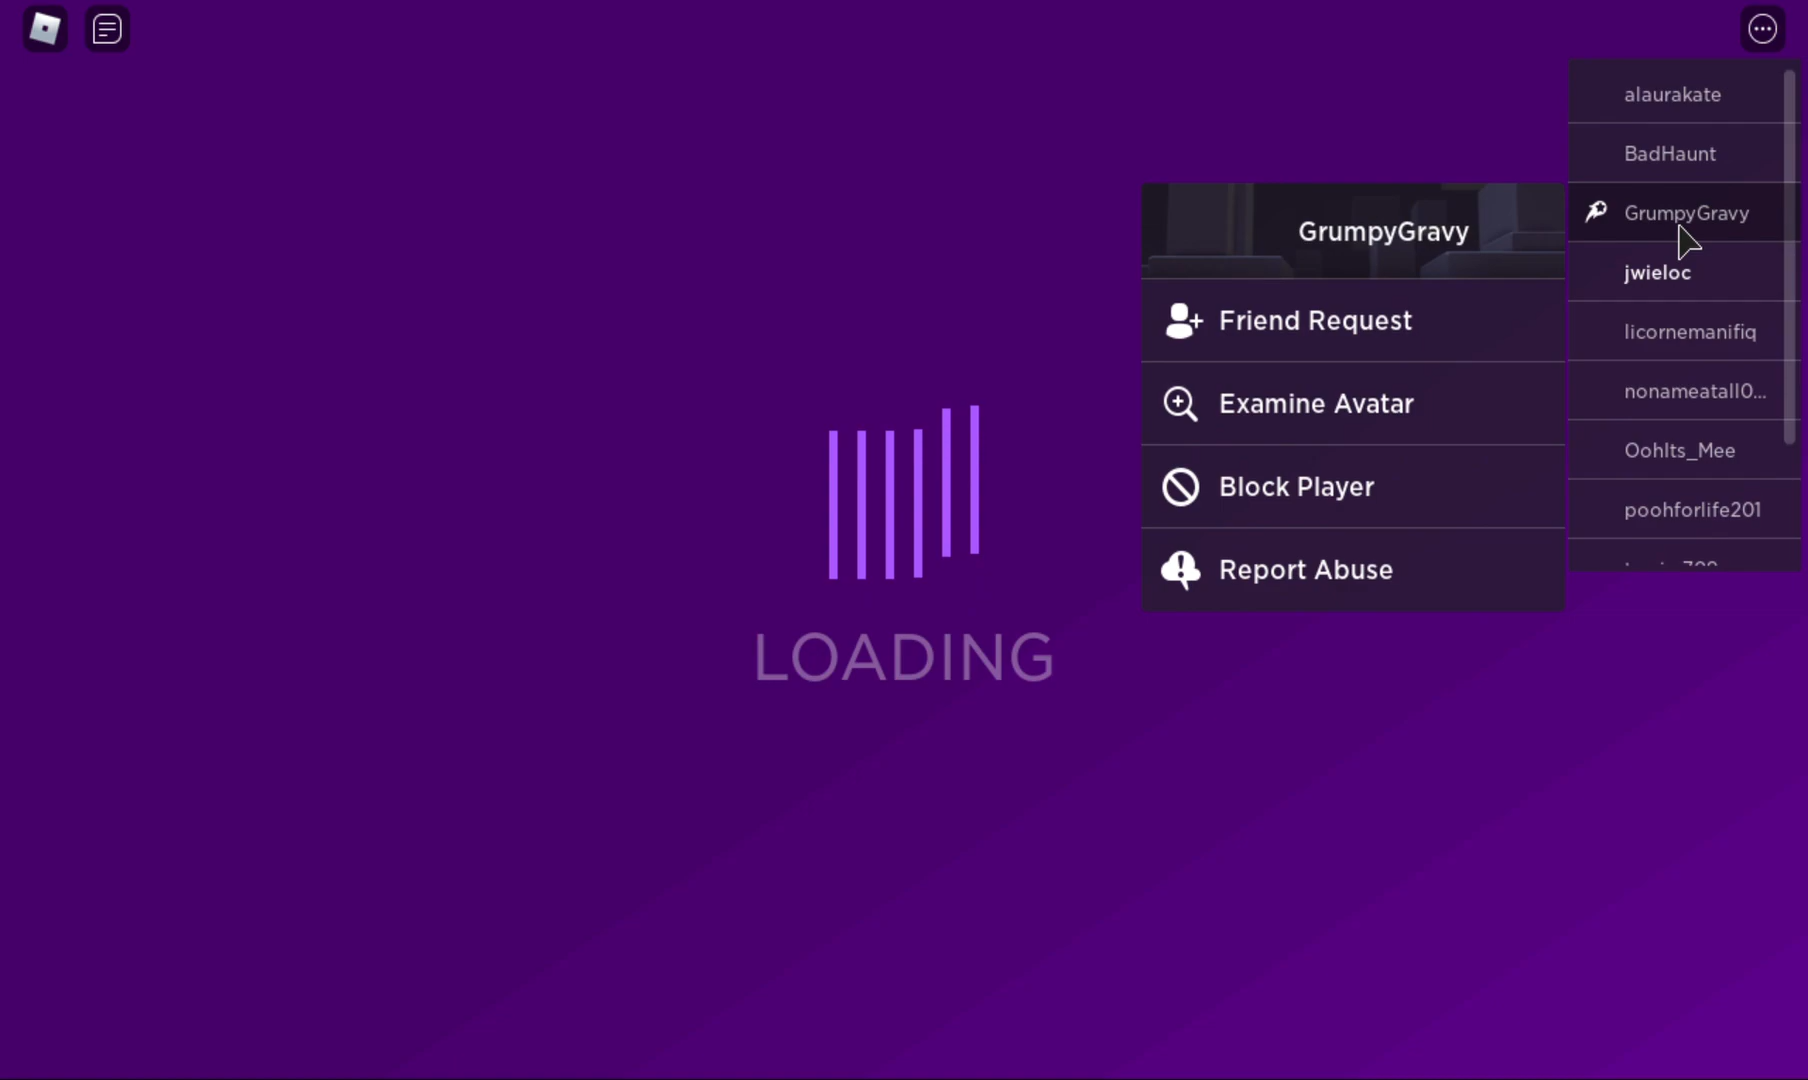 alaurakate
BadHaunt
GrumpyGravy
jwieloc
licornemanifiq
nonameatall0...
OohIts_Mee
poohforlife201
GrumpyGravy
Friend Request
Examine Avatar
Block Player
Report Abuse
LOADING